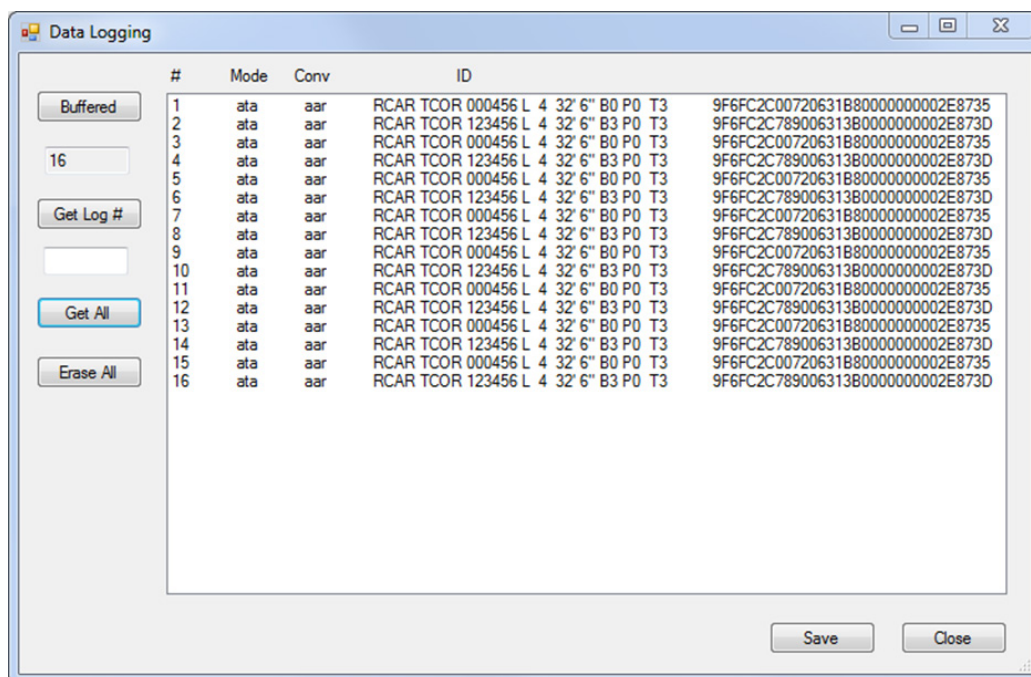 Data Logging
# Mode Conv ID
Buffered
16
Get Log #
Get All
Erase All
1 ata aar RCAR TCOR 000456 L 4 32' 6" B0 P0 T3 9F6FC2C00720631B80000000002E8735
2 ata aar RCAR TCOR 123456 L 4 32' 6" B3 P0 T3 9F6FC2C789006313B0000000002E873D
3 ata aar RCAR TCOR 000456 L 4 32' 6" B0 P0 T3 9F6FC2C00720631B80000000002E8735
4 ata aar RCAR TCOR 123456 L 4 32' 6" B3 P0 T3 9F6FC2C789006313B0000000002E873D
5 ata aar RCAR TCOR 000456 L 4 32' 6" B0 P0 T3 9F6FC2C00720631B80000000002E8735
6 ata aar RCAR TCOR 123456 L 4 32' 6" B3 P0 T3 9F6FC2C789006313B0000000002E873D
7 ata aar RCAR TCOR 000456 L 4 32' 6" B0 P0 T3 9F6FC2C00720631B80000000002E8735
8 ata aar RCAR TCOR 123456 L 4 32' 6" B3 P0 T3 9F6FC2C789006313B0000000002E873D
9 ata aar RCAR TCOR 000456 L 4 32' 6" B0 P0 T3 9F6FC2C00720631B80000000002E8735
10 ata aar RCAR TCOR 123456 L 4 32' 6" B3 P0 T3 9F6FC2C789006313B0000000002E873D
11 ata aar RCAR TCOR 000456 L 4 32' 6" B0 P0 T3 9F6FC2C00720631B80000000002E8735
12 ata aar RCAR TCOR 123456 L 4 32' 6" B3 P0 T3 9F6FC2C789006313B0000000002E873D
13 ata aar RCAR TCOR 000456 L 4 32' 6" B0 P0 T3 9F6FC2C00720631B80000000002E8735
14 ata aar RCAR TCOR 123456 L 4 32' 6" B3 P0 T3 9F6FC2C789006313B0000000002E873D
15 ata aar RCAR TCOR 000456 L 4 32' 6" B0 P0 T3 9F6FC2C00720631B80000000002E8735
16 ata aar RCAR TCOR 123456 L 4 32' 6" B3 P0 T3 9F6FC2C789006313B0000000002E873D
Save Close